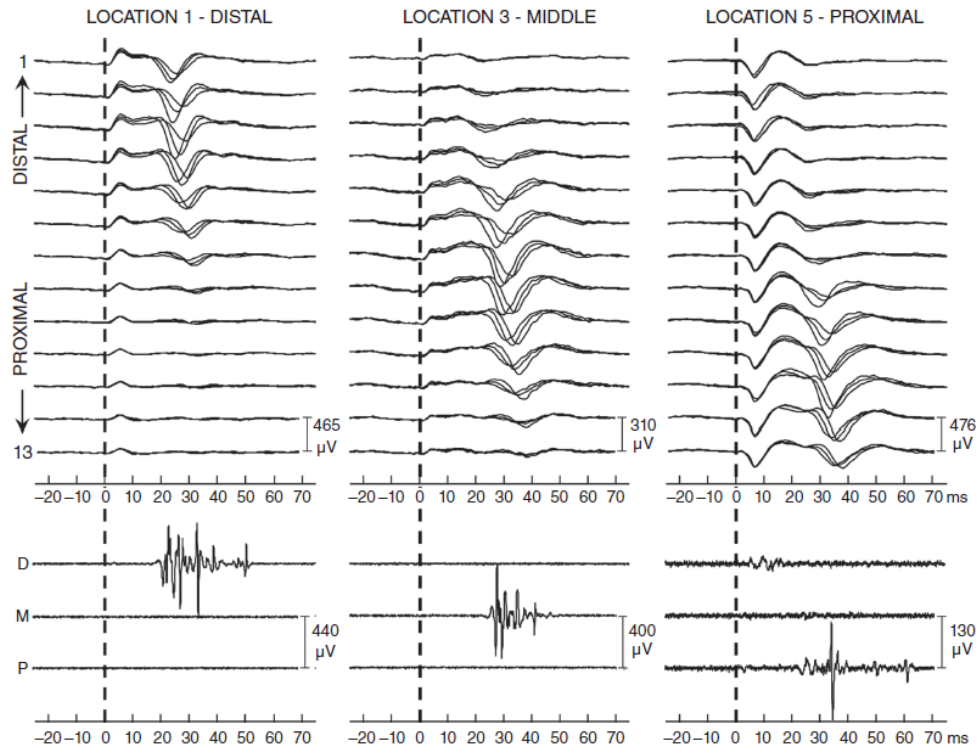 LOCATION 1 - DISTAL LOCATION 3 - MIDDLE LOCATION 5 - PROXIMAL
1
DISTAL
PROXIMAL
465 µV 310 µV 476 µV
13
–20 –10 0 10 20 30 40 50 60 70 –20 –10 0 10 20 30 40 50 60 70 –20 –10 0 10 20 30 40 50 60 70 ms
D
M
440 µV 400 µV 130 µV
P
–20 –10 0 10 20 30 40 50 60 70 –20 –10 0 10 20 30 40 50 60 70 –20 –10 0 10 20 30 40 50 60 70 ms